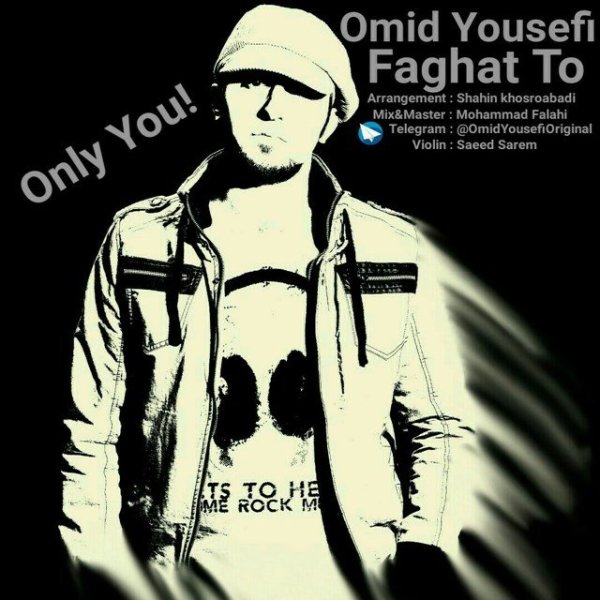 Omid Yousefi
Faghat To
Arrangement : Shahin khosroabadi
Mix&Master : Mohammad Falahi
Telegram : @OmidYousefiOriginal
Violin : Saeed Sarem
Only You!
TS TO HE
ME ROCK M